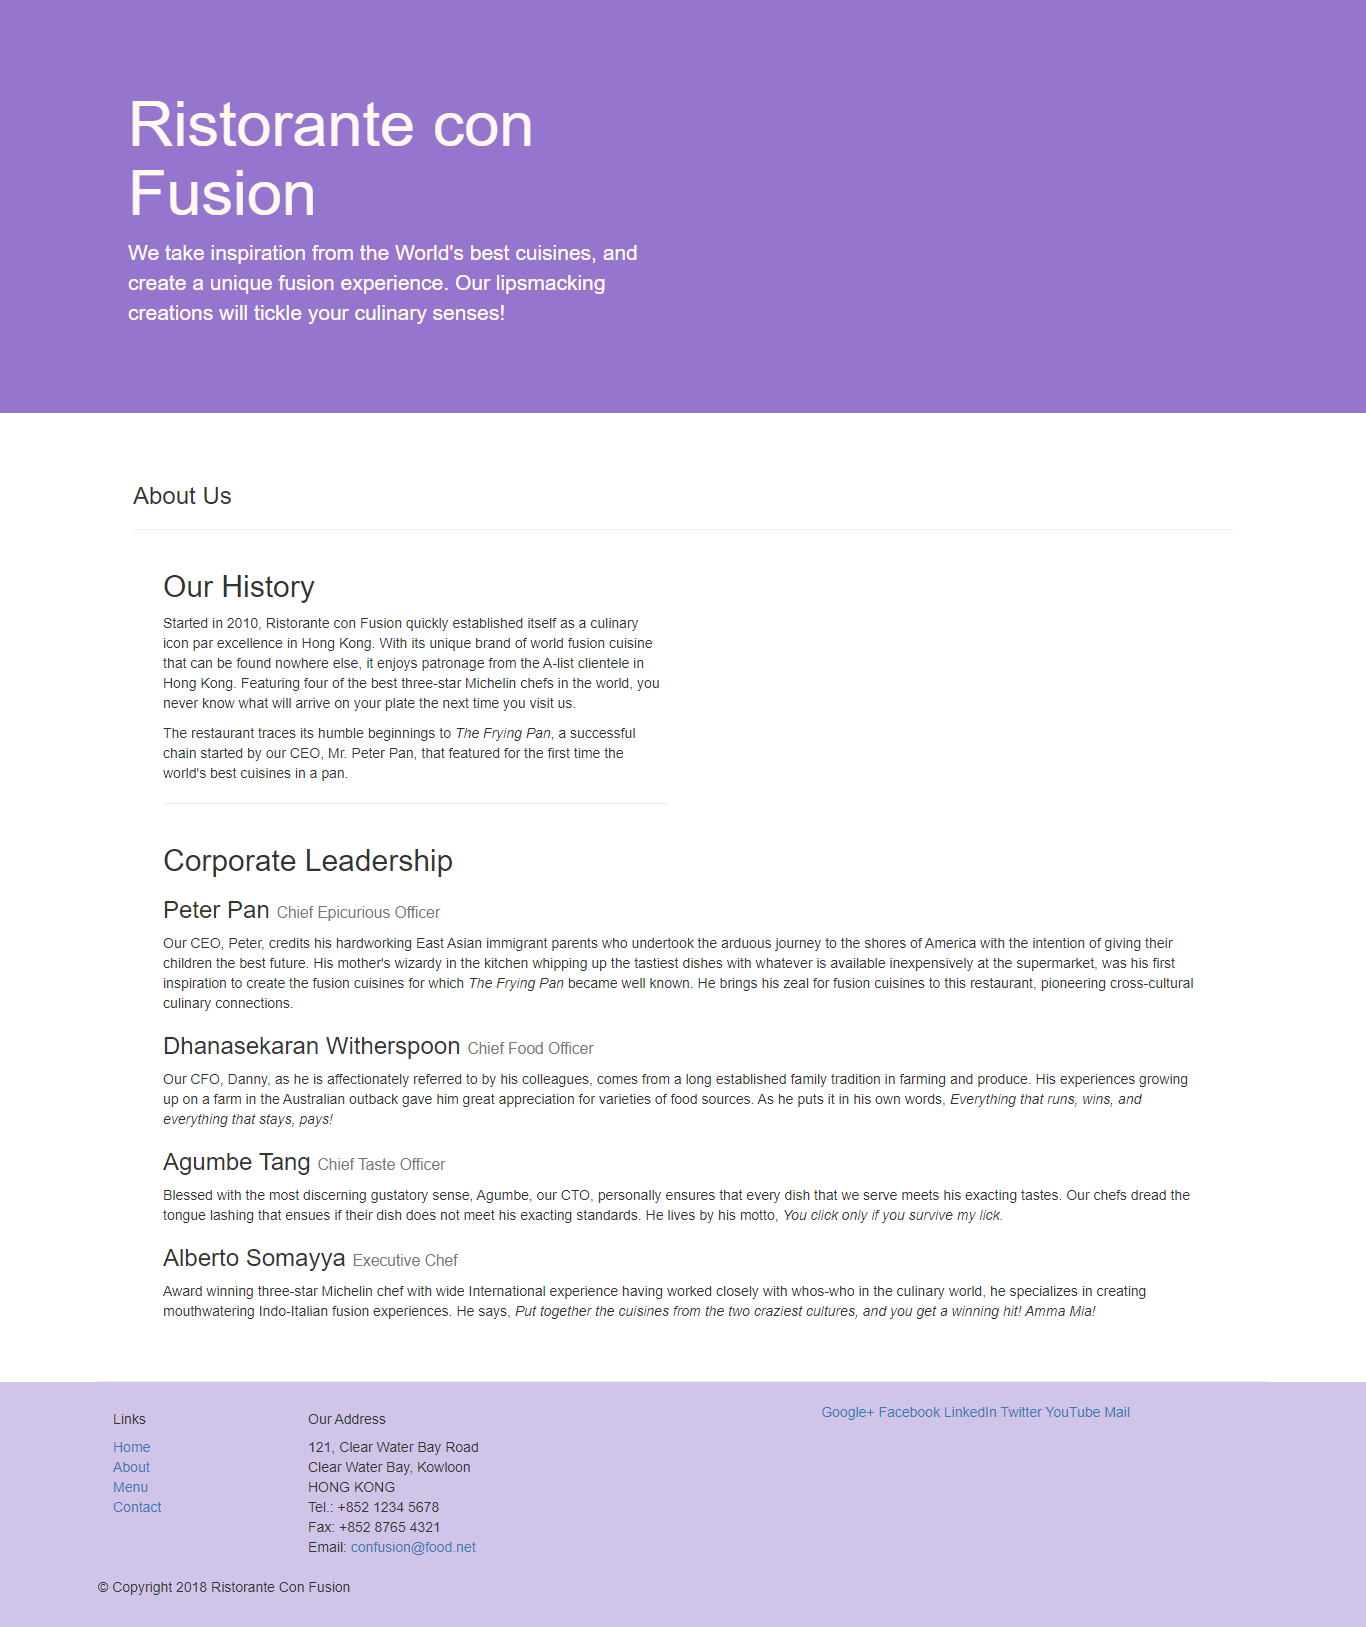 Ristorante con
Fusion
We take inspiration from the World's best cuisines, and
create a unique fusion experience. Our lipsmacking
creations will tickle your culinary senses!
About Us
Our History
Started in 2010, Ristorante con Fusion quickly established itself as a culinary
icon par excellence in Hong Kong. With its unique brand of world fusion cuisine
that can be found nowhere else, it enjoys patronage from the A-list clientele in
Hong Kong. Featuring four of the best three-star Michelin chefs in the world, you
never know what will arrive on your plate the next time you visit us.
The restaurant traces its humble beginnings to The Frying Pan, a successful
chain started by our CEO, Mr. Peter Pan, that featured for the first time the
world's best cuisines in a pan.
Corporate Leadership
Peter Pan Chief Epicurious Officer
Our CEO, Peter, credits his hardworking East Asian immigrant parents who undertook the arduous journey to the shores of America with the intention of giving their
children the best future. His mother's wizardy in the kitchen whipping up the tastiest dishes with whatever is available inexpensively at the supermarket, was his first
inspiration to create the fusion cuisines for which The Frying Pan became well known. He brings his zeal for fusion cuisines to this restaurant, pioneering cross-cultural
culinary connections.
Dhanasekaran Witherspoon Chief Food Officer
Our CFO, Danny, as he is affectionately referred to by his colleagues, comes from a long established family tradition in farming and produce. His experiences growing
up on a farm in the Australian outback gave him great appreciation for varieties of food sources. As he puts it in his own words, Everything that runs, wins, and
everything that stays, pays!
Agumbe Tang Chief Taste Officer
Blessed with the most discerning gustatory sense, Agumbe, our CTO, personally ensures that every dish that we serve meets his exacting tastes. Our chefs dread the
tongue lashing that ensues if their dish does not meet his exacting standards. He lives by his motto, You click only if you survive my lick.
Alberto Somayya Executive Chef
Award winning three-star Michelin chef with wide International experience having worked closely with whos-who in the culinary world, he specializes in creating
mouthwatering Indo-Italian fusion experiences. He says, Put together the cuisines from the two craziest cultures, and you get a winning hit! Amma Mia!
Links
Home
About
Menu
Contact
Our Address
121, Clear Water Bay Road
Clear Water Bay, Kowloon
HONG KONG
Tel.: +852 1234 5678
Fax: +852 8765 4321
Email: confusion@food.net
Google+ Facebook LinkedIn Twitter YouTube Mail
© Copyright 2018 Ristorante Con Fusion